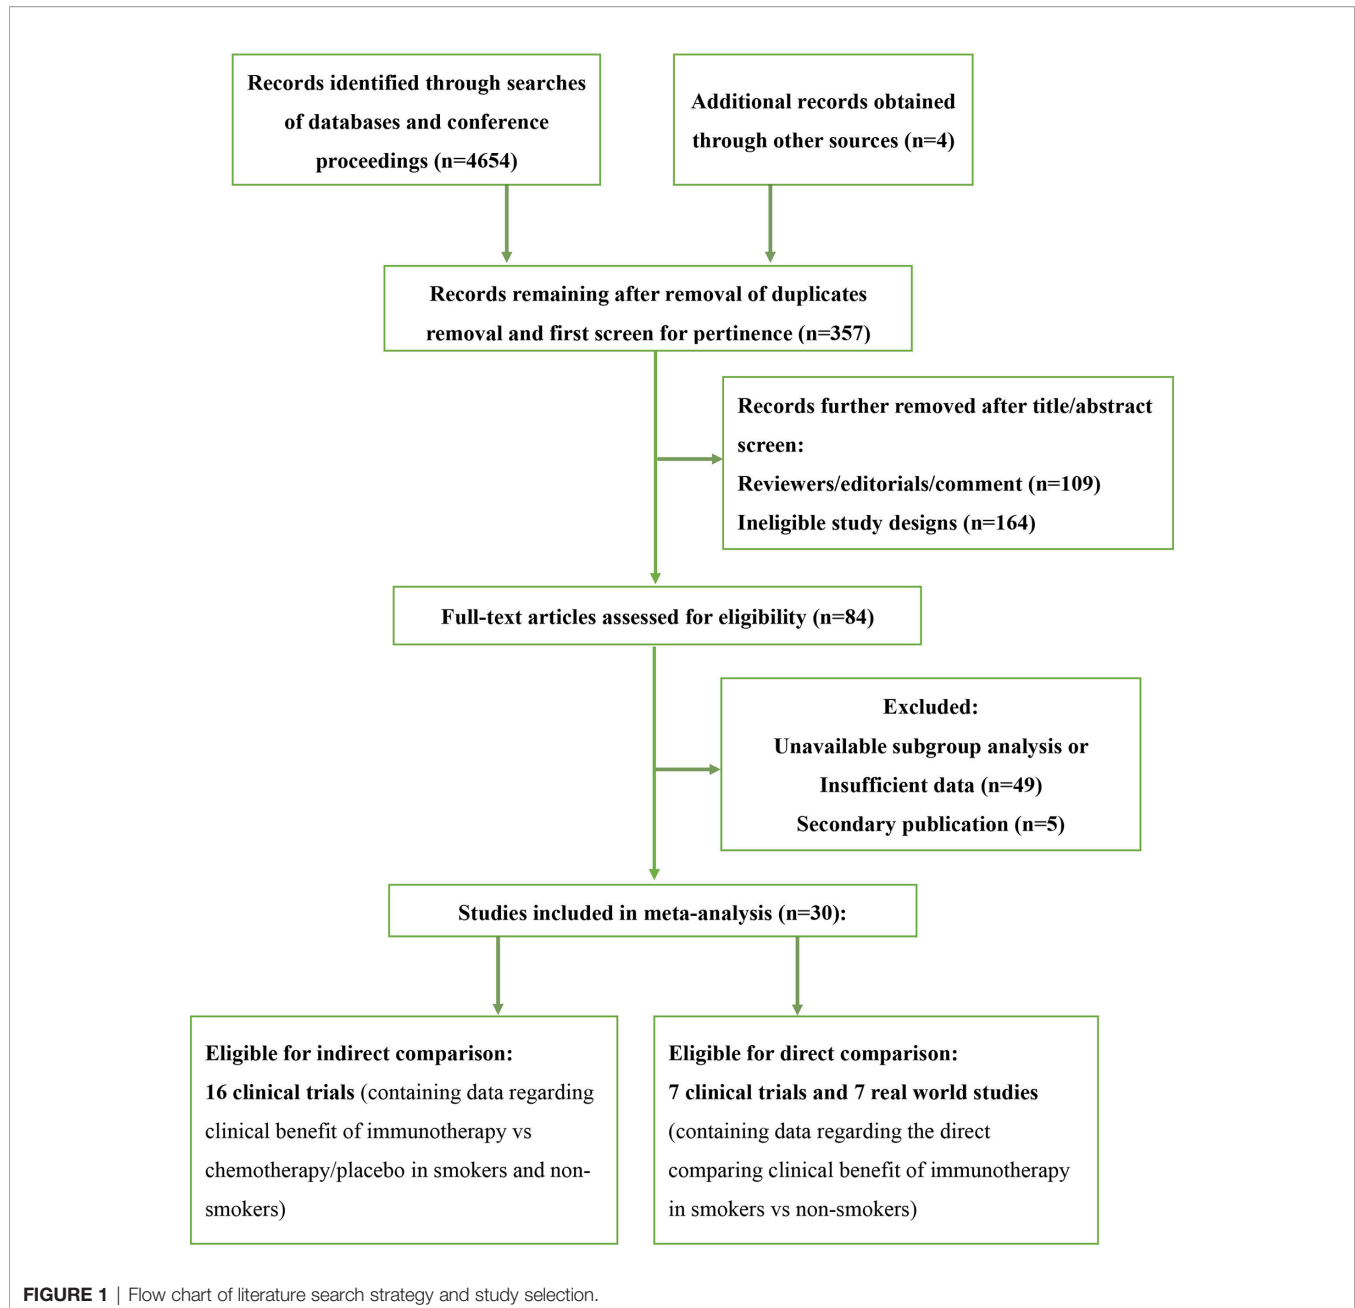 Records identified through searches
of databases and conference
proceedings (n=4654)
Additional records obtained
through other sources (n=4)
Records remaining after removal of duplicates
removal and first screen for pertinence (n=357)
Records further removed after title/abstract
screen:
Reviewers/editorials/comment (n=109)
Ineligible study designs (n=164)
Full-text articles assessed for eligibility (n=84)
Excluded:
Unavailable subgroup analysis or
Insufficient data (n=49)
Secondary publication (n=5)
Studies included in meta-analysis (n=30):
Eligible for indirect comparison:
16 clinical trials (containing data regarding
clinical benefit of immunotherapy vs
chemotherapy/placebo in smokers and non-
smokers)
Eligible for direct comparison:
7 clinical trials and 7 real world studies
(containing data regarding the direct
comparing clinical benefit of immunotherapy
in smokers vs non-smokers)
FIGURE 1 | Flow chart of literature search strategy and study selection.